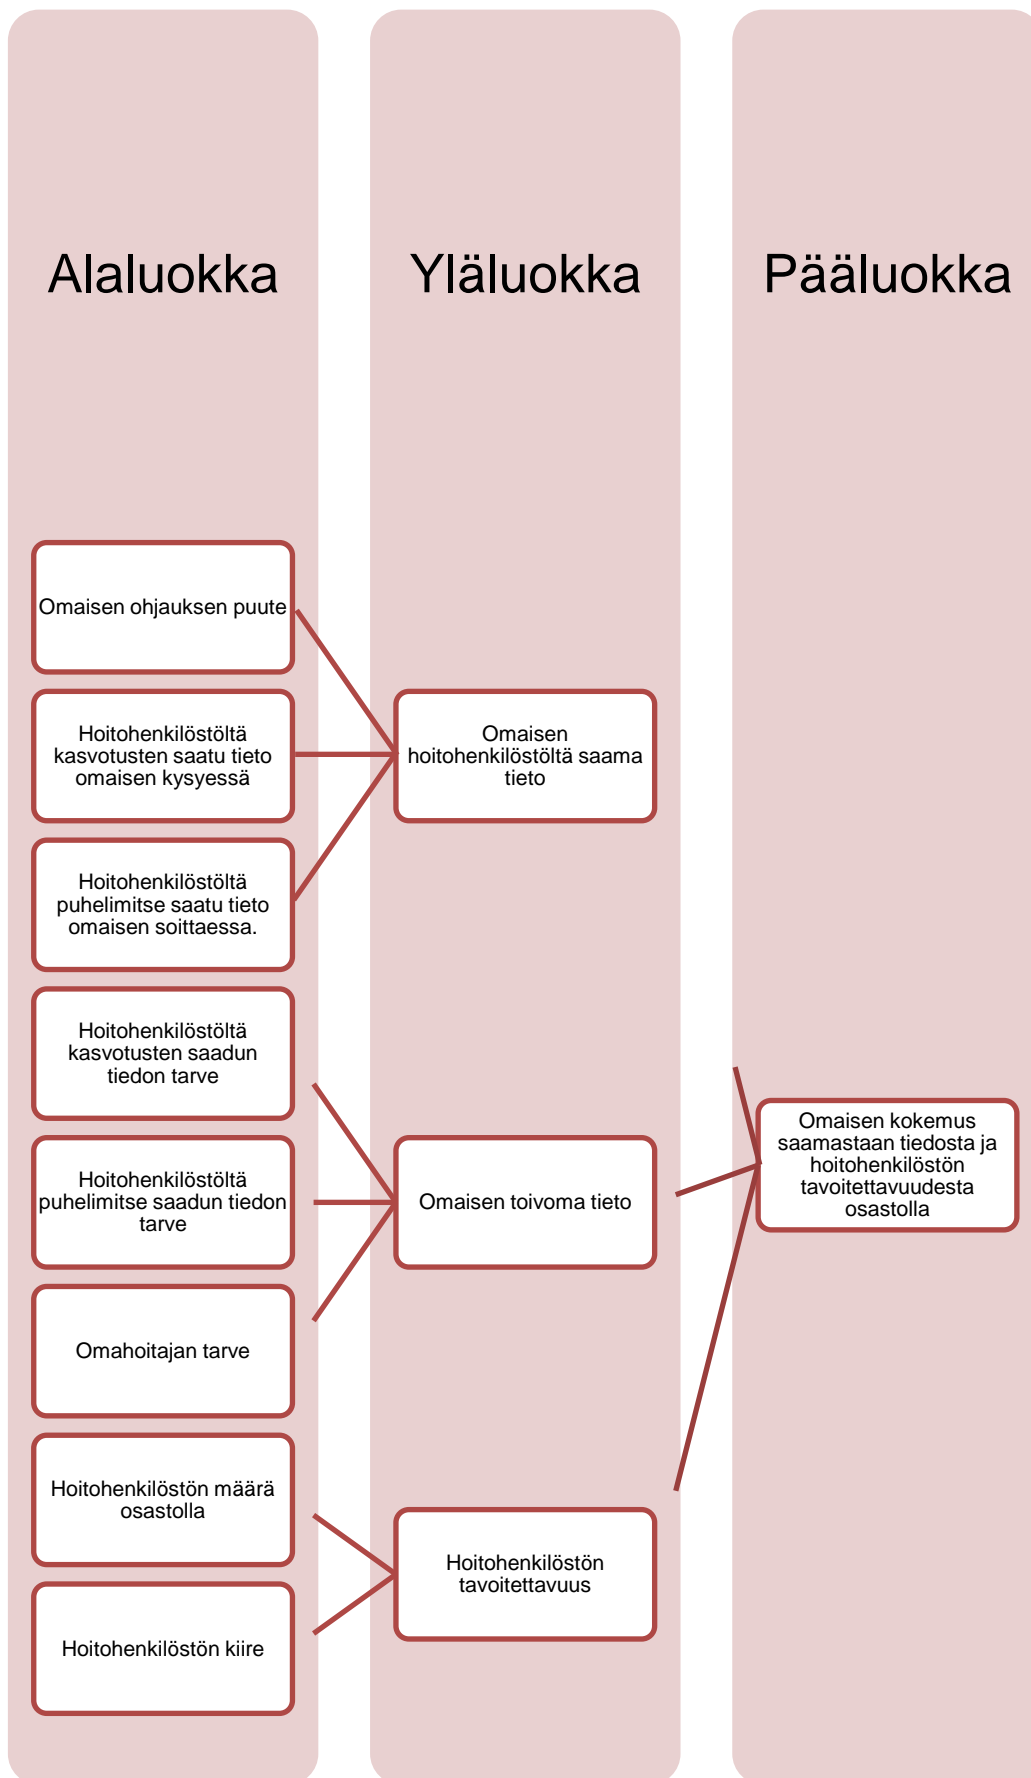 Alaluokka
Yläluokka
Pääluokka
Omaisen ohjauksen puute
Hoitohenkilöstöltä
kasvotusten saatu tieto
omaisen kysyessä
Hoitohenkilöstöltä
puhelimitse saatu tieto
omaisen soittaessa.
Hoitohenkilöstöltä
kasvotusten saadun
tiedon tarve
Hoitohenkilöstöltä
puhelimitse saadun tiedon
tarve
Omahoitajan tarve
Hoitohenkilöstön määrä
osastolla
Hoitohenkilöstön kiire
Omaisen
hoitohenkilöstöltä saama
tieto
Omaisen toivoma tieto
Hoitohenkilöstön
tavoitettavuus
Omaisen kokemus
saamastaan tiedosta ja
hoitohenkilöstön
tavoitettavuudesta
osastolla